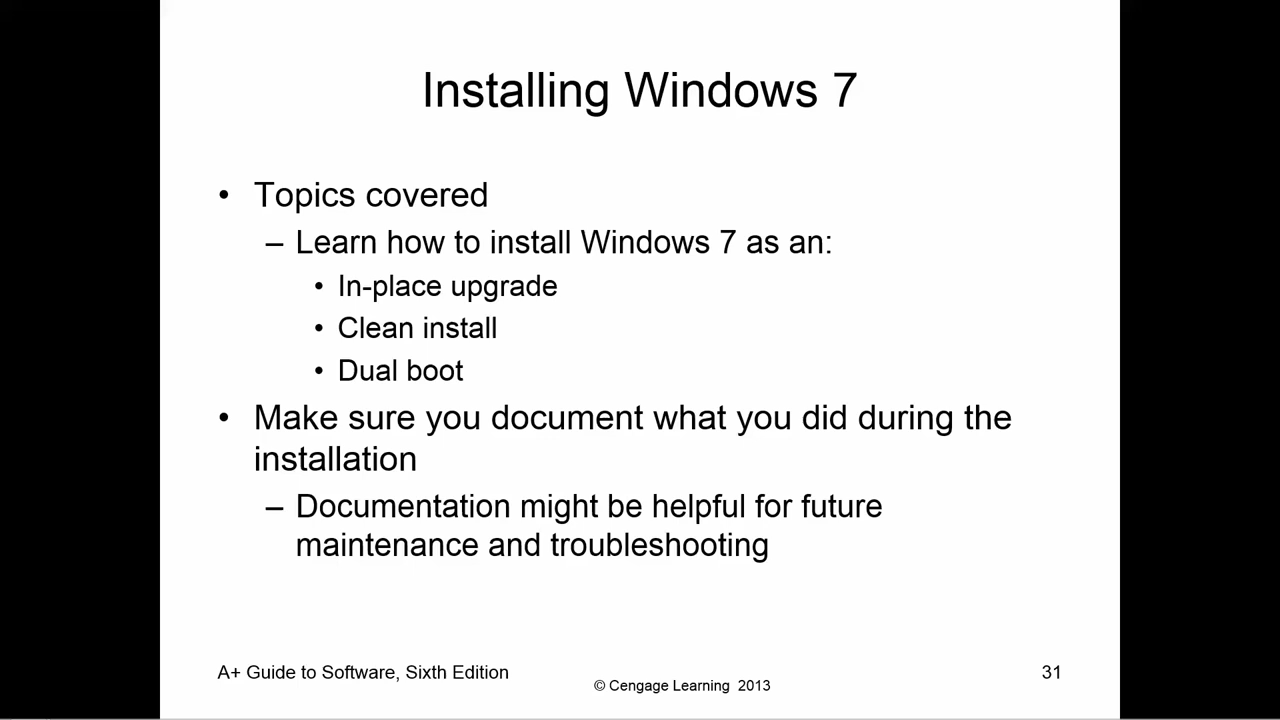 Installing Windows 7
• Topics covered
– Learn how to install Windows 7 as an:
• In-place upgrade
• Clean install
• Dual boot
• Make sure you document what you did during the
installation
– Documentation might be helpful for future
maintenance and troubleshooting
A+ Guide to Software, Sixth Edition
© Cengage Learning 2013
31